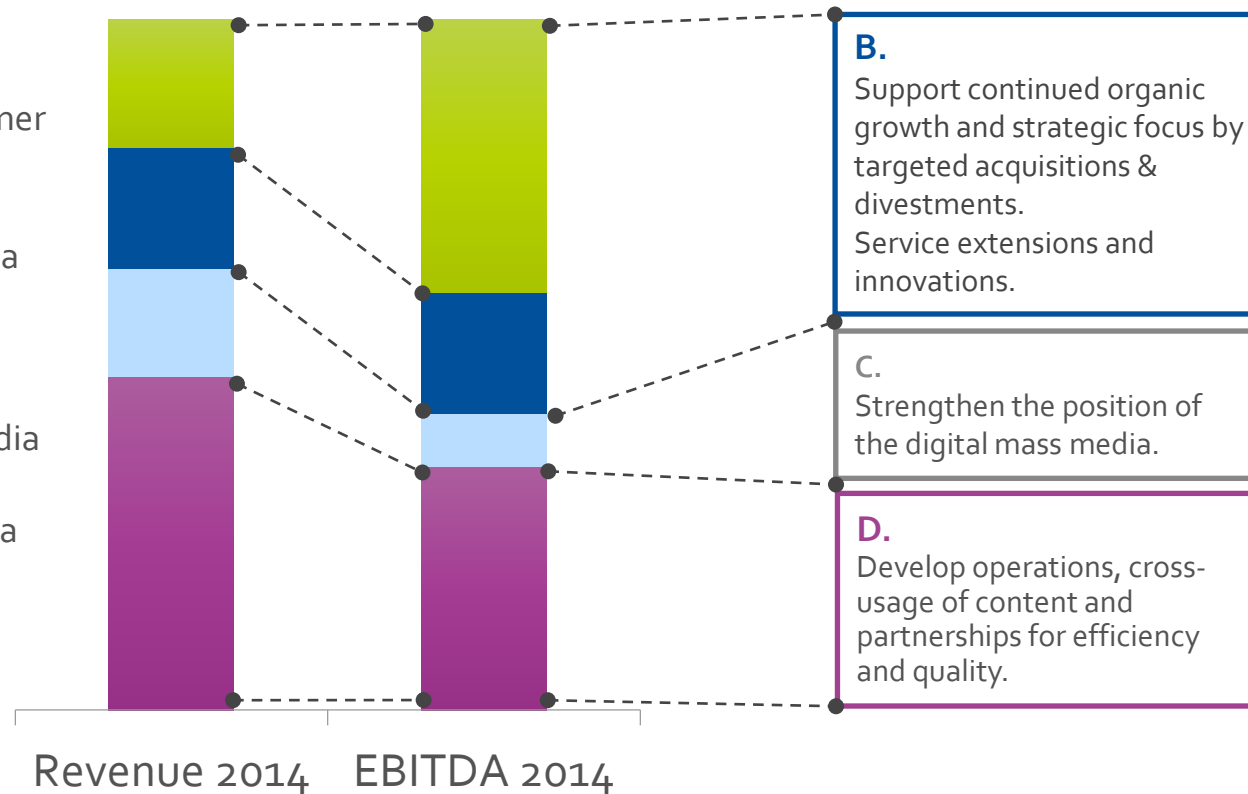 B.
Support continued organic
growth and strategic focus by
targeted acquisitions &
divestments.
Service extensions and
innovations.
C.
Strengthen the position of
the digital mass media.
D.
Develop operations, cross-
usage of content and
partnerships for efficiency
and quality.
Revenue 2014 EBITDA 2014